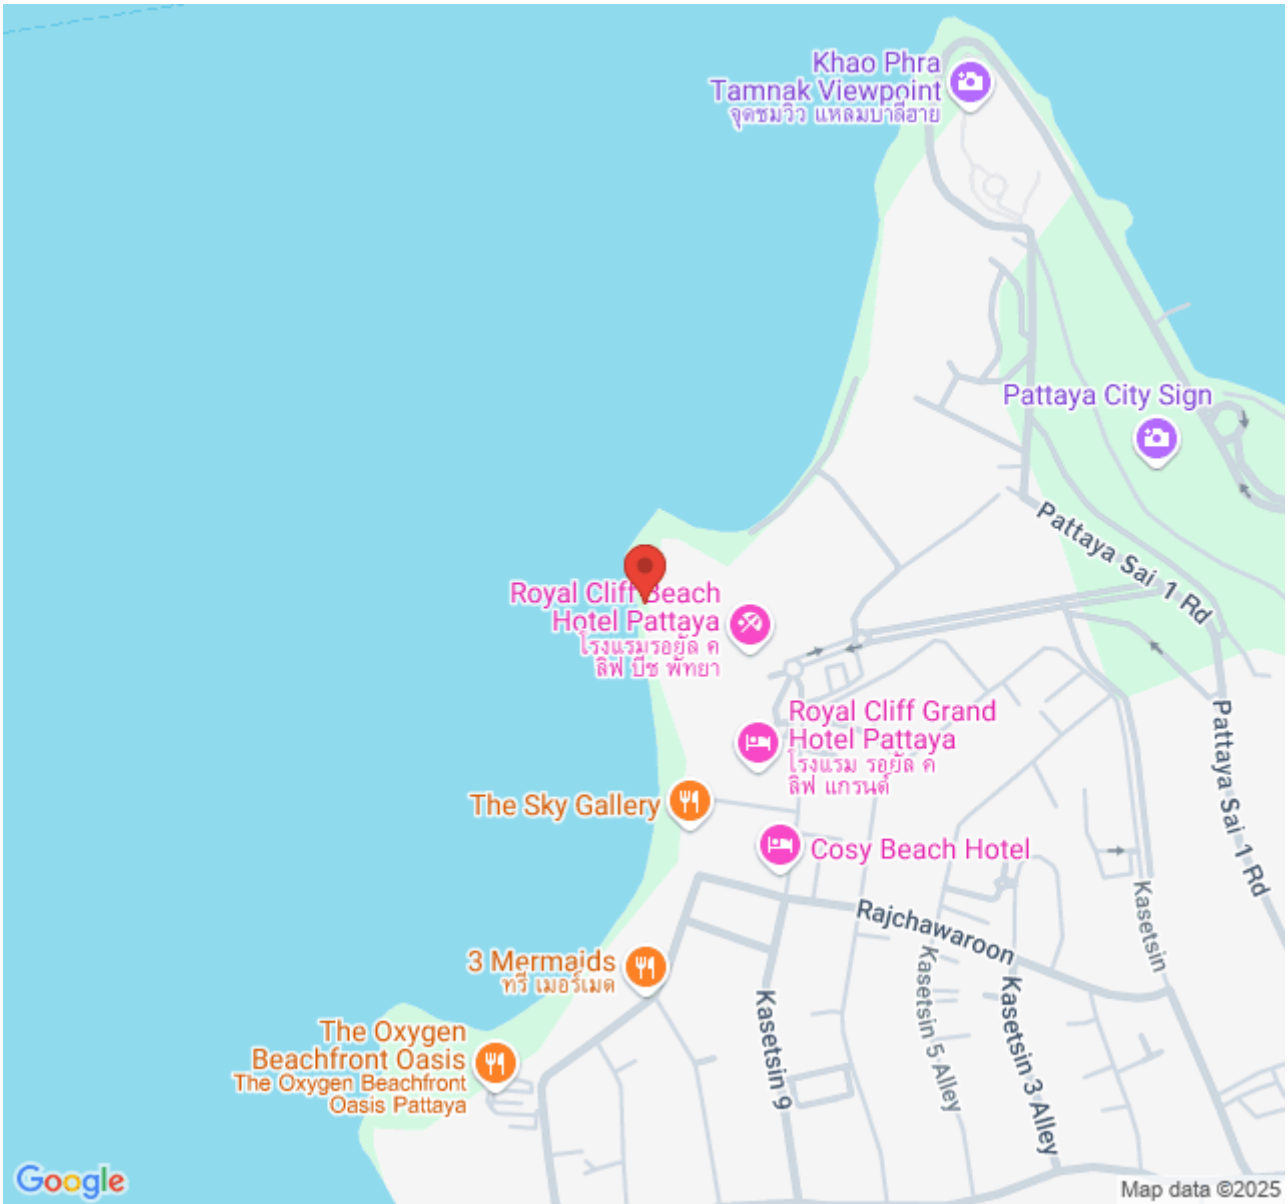 Khao Phra
Tamnak Viewpoint
จุดชมวิว แหลมบาลีฮาย
Pattaya City Sign
Pattaya Sai 1 Rd
Royal Cliff Beach
Hotel Pattaya
โรงแรมรอยัล ค
ลิฟ บีช พัทยา
Royal Cliff Grand
Hotel Pattaya
โรงแรม รอยัล ค
ลิฟ แกรนด์
Pattaya Sai 1 Rd
The Sky Gallery
Cosy Beach Hotel
Rajchawaroon
Kasetsin
3 Mermaids
ทรี เมอร์เมด
Kasetsin 9
Kasetsin 5 Alley
Kasetsin 3 Alley
The Oxygen
Beachfront Oasis
The Oxygen Beachfront
Oasis Pattaya
Google
Map data ©2025